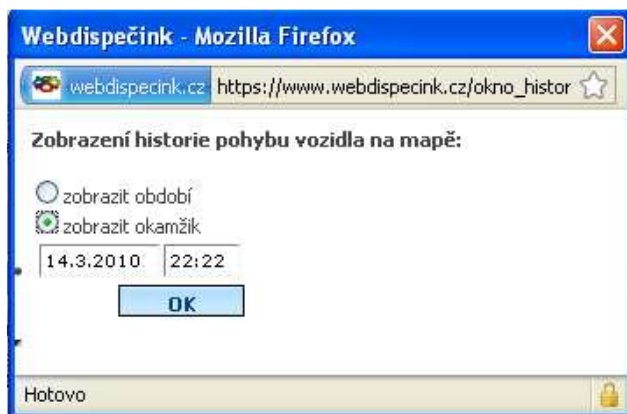 Webdispečink - Mozilla Firefox
webdispecink.cz https://www.webdispecink.cz/okno_histor
Zobrazení historie pohybu vozidla na mapě:
zobrazit období
zobrazit okamžik
14.3.2010 22:22
OK
Hotovo